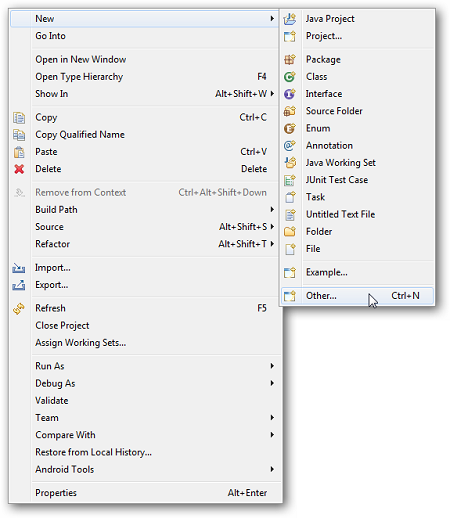 New
Go Into
Open in New Window
Open Type Hierarchy F4
Show In Alt+Shift+W
Copy Ctrl+C
Copy Qualified Name
Paste Ctrl+V
Delete Delete
Remove from Context Ctrl+Alt+Shift+Down
Build Path
Source Alt+Shift+S
Refactor Alt+Shift+T
Import...
Export...
Refresh F5
Close Project
Assign Working Sets...
Run As
Debug As
Validate
Team
Compare With
Restore from Local History...
Android Tools
Properties Alt+Enter
Java Project
Project...
Package
Class
Interface
Source Folder
Enum
Annotation
Java Working Set
JUnit Test Case
Task
Untitled Text File
Folder
File
Example...
Other... Ctrl+N